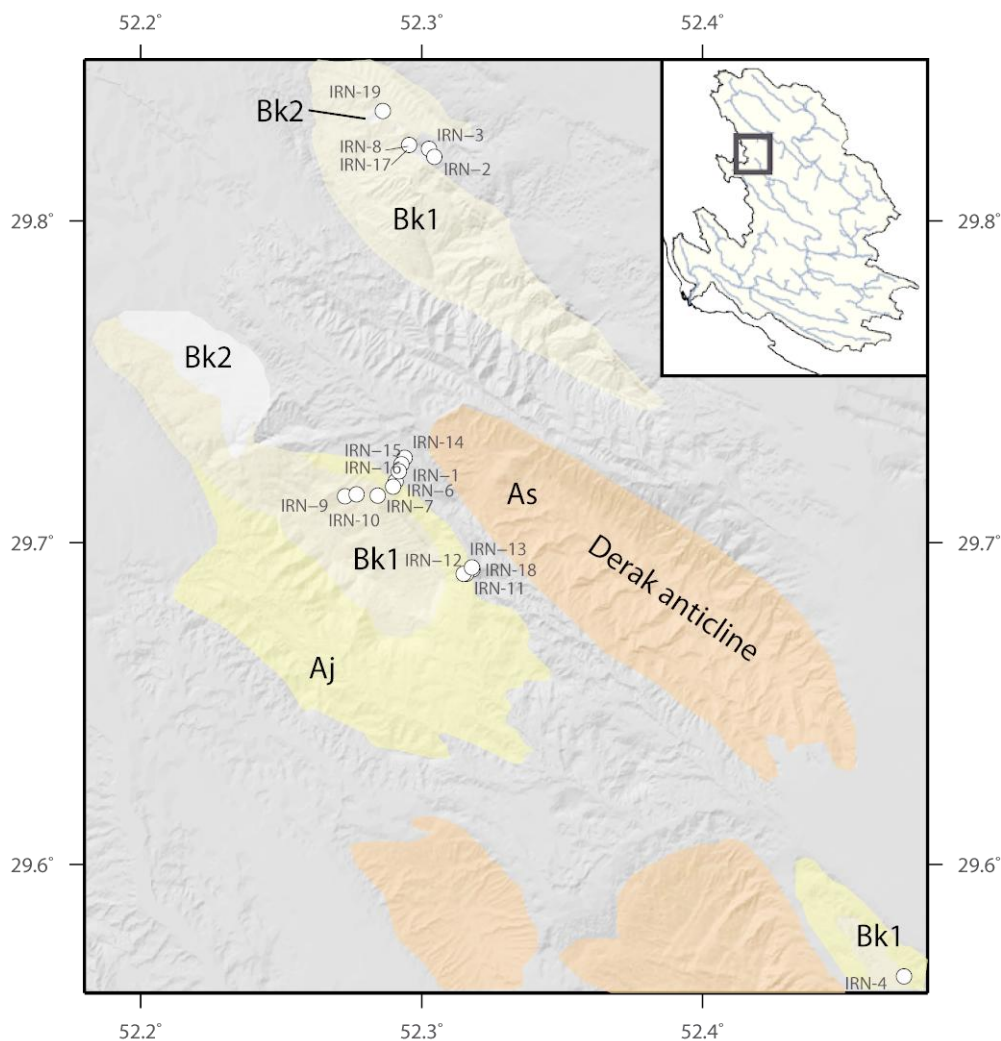 52.2° 52.3° 52.4°
IRN-19
Bk2
IRN−3
IRN−8
IRN−17
IRN−2
29.8° 29.8°
Bk1
Bk2
IRN−15 IRN-14
IRN−16
IRN−1
IRN−6
As
IRN−9
IRN−7
IRN-10
29.7° 29.7°
Derak anticline
IRN−13
Bk1
IRN−12
IRN−18
IRN−11
Aj
29.6° 29.6°
Bk1
IRN−4
52.2° 52.3° 52.4°